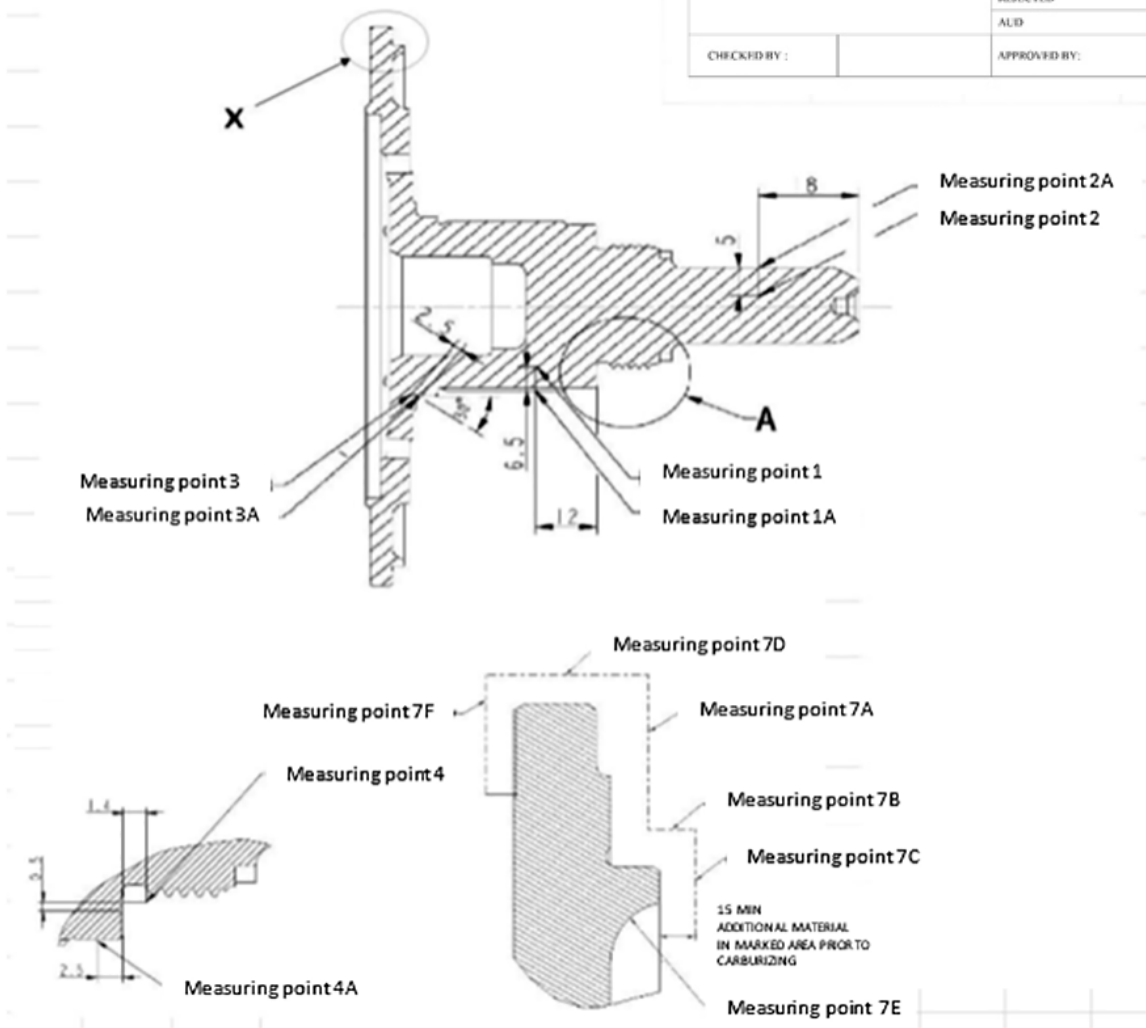 AUD
CHECKED BY :
APPROVED BY:
X
8
Measuring point 2A
5
Measuring point 2
2.5
30°
A
6.5
Measuring point 3
Measuring point 1
Measuring point 3A
12
Measuring point 1A
Measuring point 7D
Measuring point 7F
Measuring point 7A
Measuring point 4
Measuring point 7B
Measuring point 7C
15 MIN
ADDITIONAL MATERIAL
IN MARKED AREA PRIOR TO
CARBURIZING
2.5
Measuring point 4A
Measuring point 7E